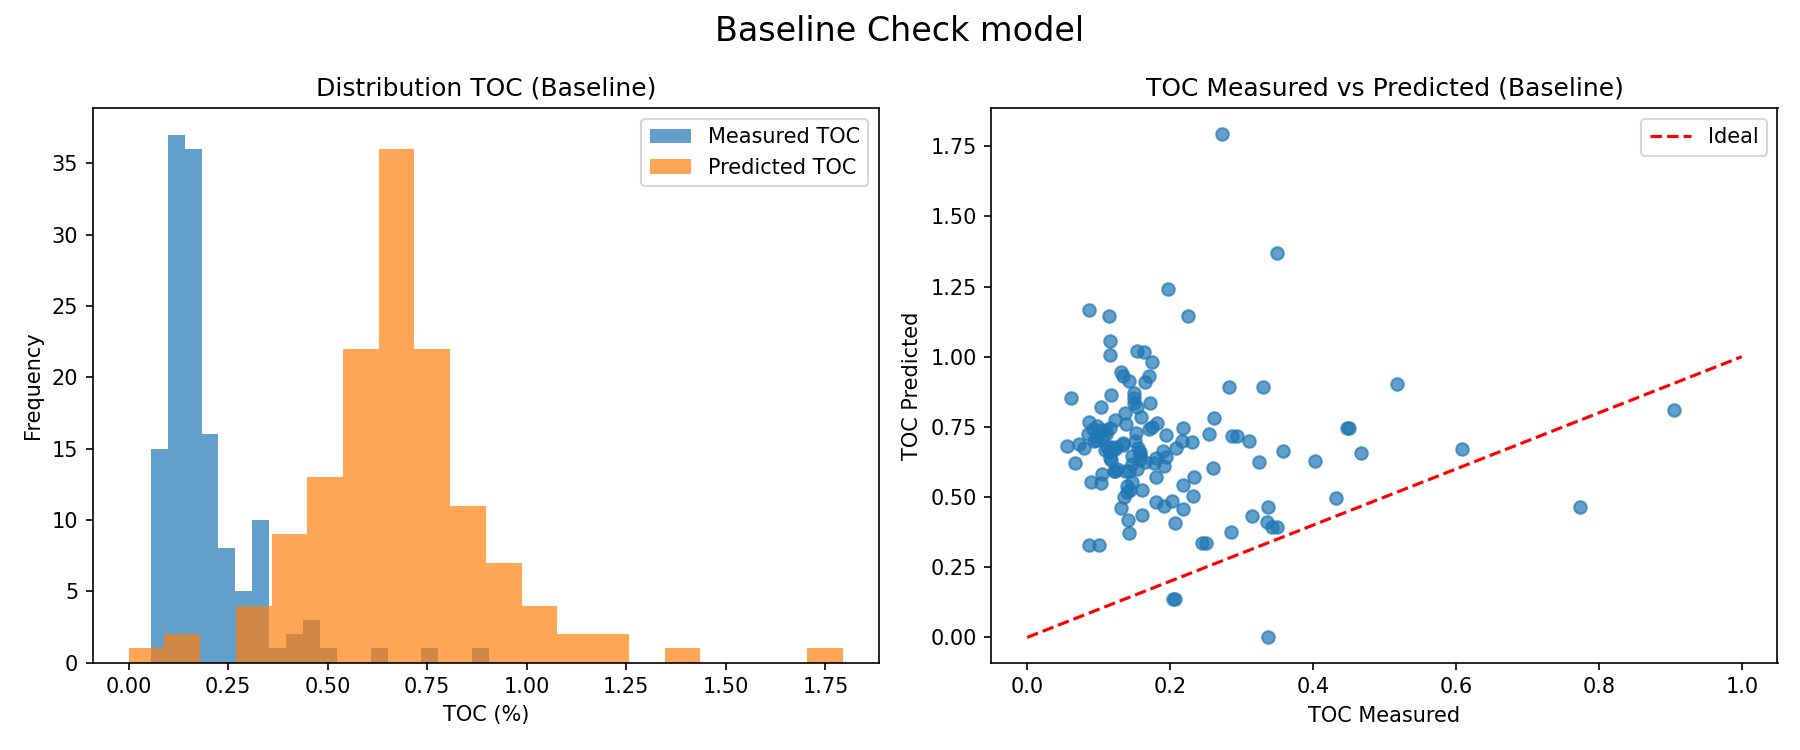 Baseline Check model
Distribution TOC (Baseline)
Measured TOC
Predicted TOC
Frequency
35
30
25
20
15
10
5
0
0.00 0.25 0.50 0.75 1.00 1.25 1.50 1.75
TOC (%)
TOC Measured vs Predicted (Baseline)
Ideal
TOC Predicted
1.75
1.50
1.25
1.00
0.75
0.50
0.25
0.00
0.0 0.2 0.4 0.6 0.8 1.0
TOC Measured